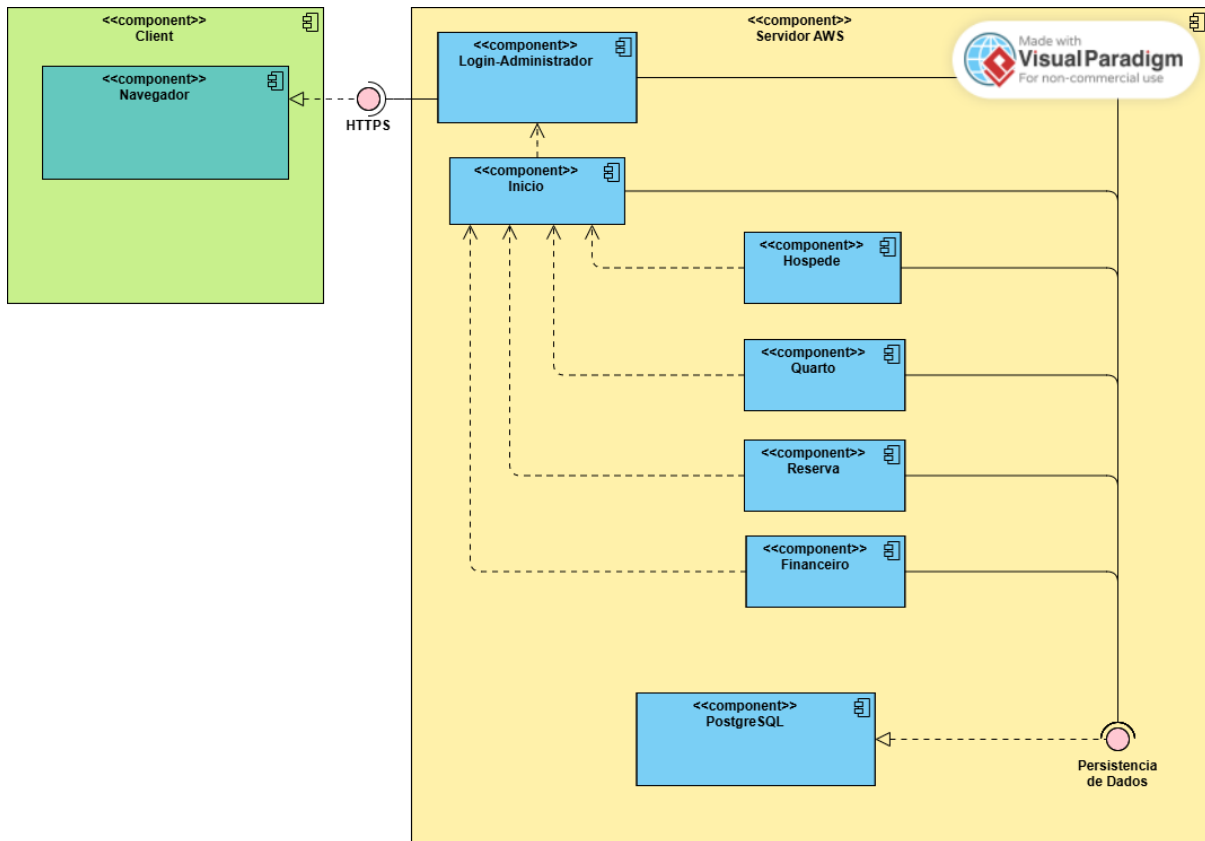 <<component>>
Client
<<component>>
Navegador
HTTPS
<<component>>
Servidor AWS
Made with
Visual Paradigm
For non-commercial use
<<component>>
Login-Administrador
<<component>>
Inicio
<<component>>
Hospede
<<component>>
Quarto
<<component>>
Reserva
<<component>>
Financeiro
<<component>>
PostgreSQL
Persistencia
de Dados